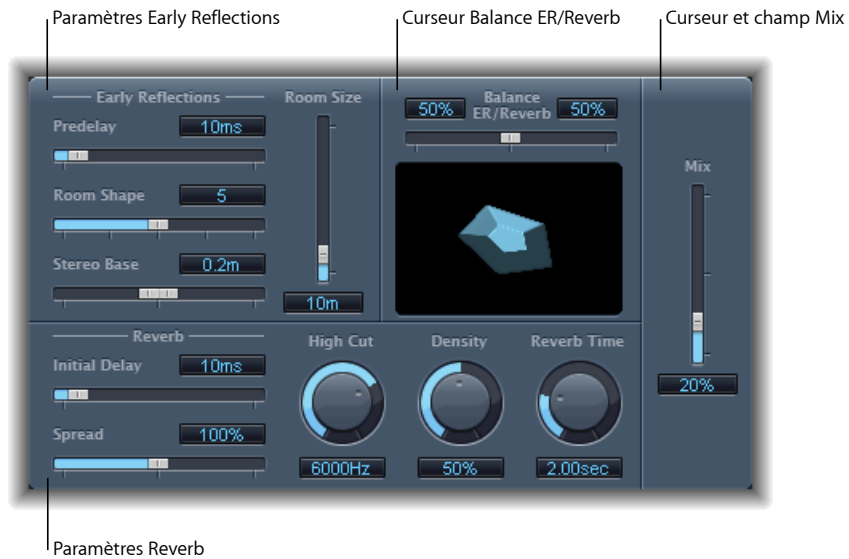 Paramètres Early Reflections
Curseur Balance ER/Reverb
Curseur et champ Mix
Early Reflections
Room Size
Predelay
10ms
Room Shape
5
Stereo Base
0.2m
10m
50%
Balance
ER/Reverb
50%
Mix
20%
Reverb
Initial Delay
10ms
Spread
100%
High Cut
6000Hz
Density
50%
Reverb Time
2.00sec
Paramètres Reverb